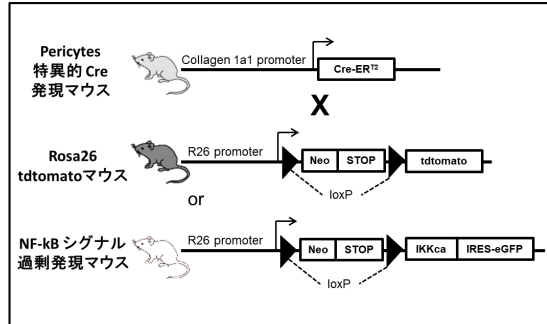 Pericytes
特異的 Cre
発現マウス
Collagen 1a1 promoter
Cre-ERT2
X
Rosa26
tdtomatoマウス
R26 promoter
Neo STOP
tdtomato
loxP
or
NF-kB シグナル
過剰発現マウス
R26 promoter
Neo STOP
IKKca IRES-eGFP
loxP